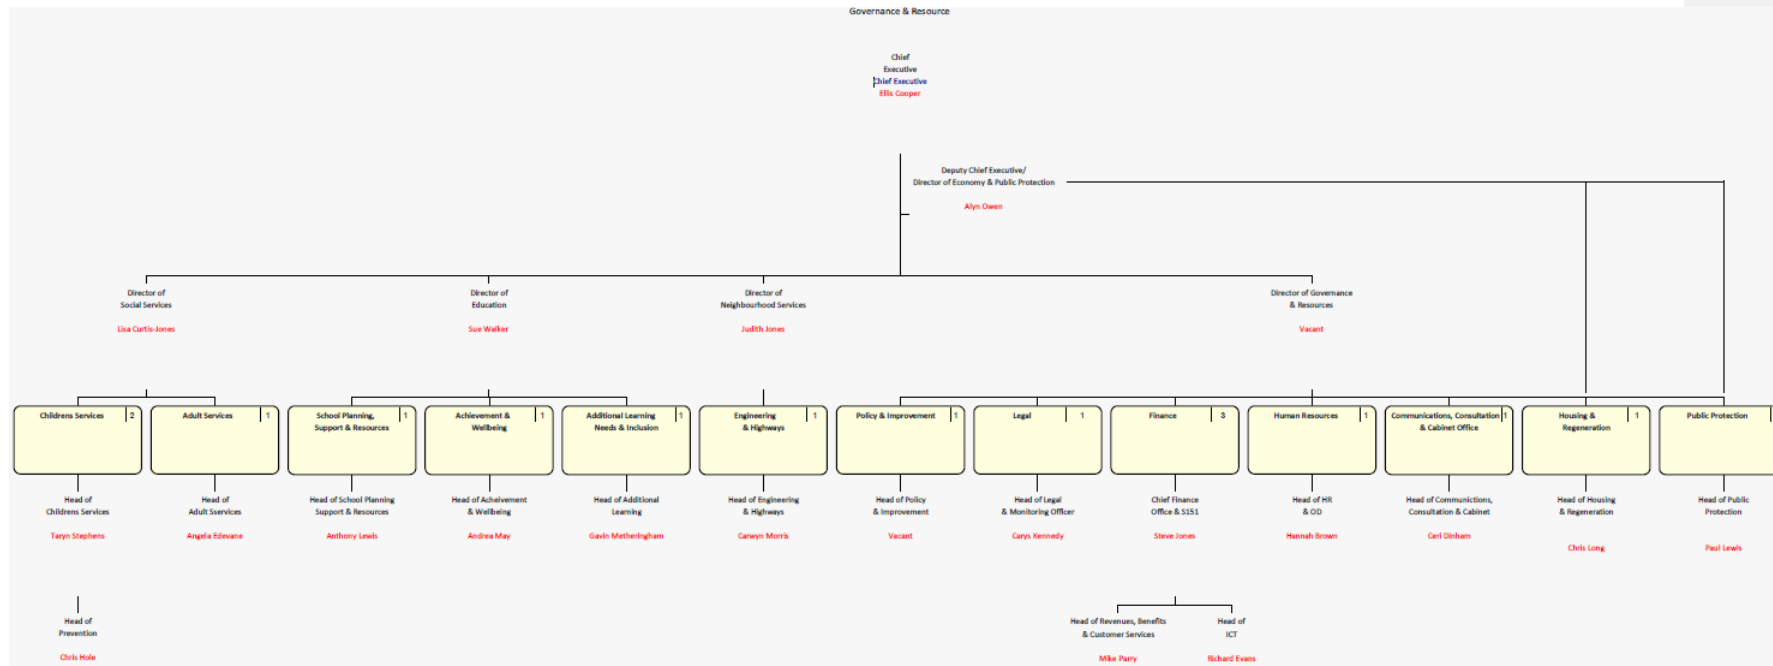 Governance & Resource
Chief
Executive
Chief Executive
Ellis Cooper
Deputy Chief Executive/
Director of Economy & Public Protection
Alyn Owen
Director of
Social Services
Lisa Curtis-Jones
Director of
Education
Sue Walker
Director of
Neighbourhood Services
Judith Jones
Director of Governance
& Resources
Vacant
Childrens Services 2
Adult Services 1
School Planning, 1
Support & Resources
Achievement & 1
Wellbeing
Additional Learning 1
Needs & Inclusion
Engineering 1
& Highways
Policy & Improvement 1
Legal 1
Finance 3
Human Resources 1
Communications, Consultation 1
& Cabinet Office
Housing & 1
Regeneration
Public Protection
Head of
Childrens Services
Taryn Stephens
Head of
Adult Sservices
Angela Edevane
Head of School Planning
Support & Resources
Anthony Lewis
Head of Acheivement
& Wellbeing
Andrea May
Head of Additional
Learning
Gavin Metheringham
Head of Engineering
& Highways
Carwyn Morris
Head of Policy
& Improvement
Vacant
Head of Legal
& Monitoring Officer
Carys Kennedy
Chief Finance
Office & S151
Steve Jones
Head of HR
& OD
Hannah Brown
Head of Communictions,
Consultation & Cabinet
Ceri Dinham
Head of Housing
& Regeneration
Chris Long
Head of Public
Protection
Paul Lewis
Head of
Prevention
Chris Hole
Head of Revenues, Benefits
& Customer Services
Mike Parry
Head of
ICT
Richard Evans